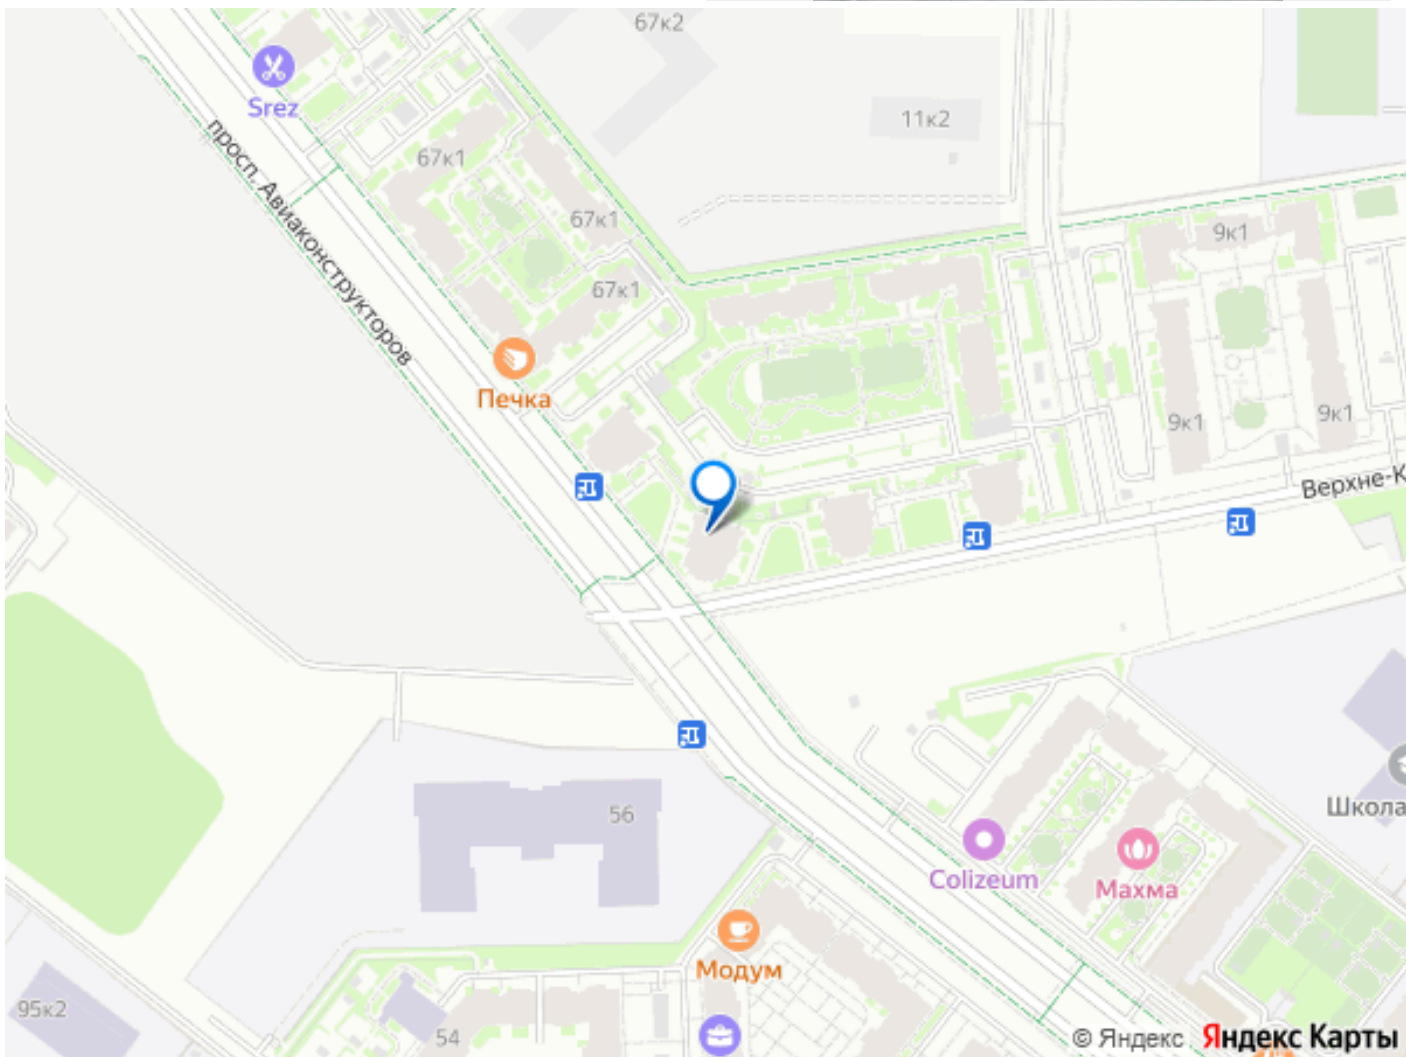 67к2
Srez
11к2
67к1
просп. Авиаконструкторов
67к1
9к1
67к1
Печка
9к1
9к1
Верхне-К
56
Школа
Colizeum
Махма
Модум
95к2
54
© Яндекс Яндекс Карты